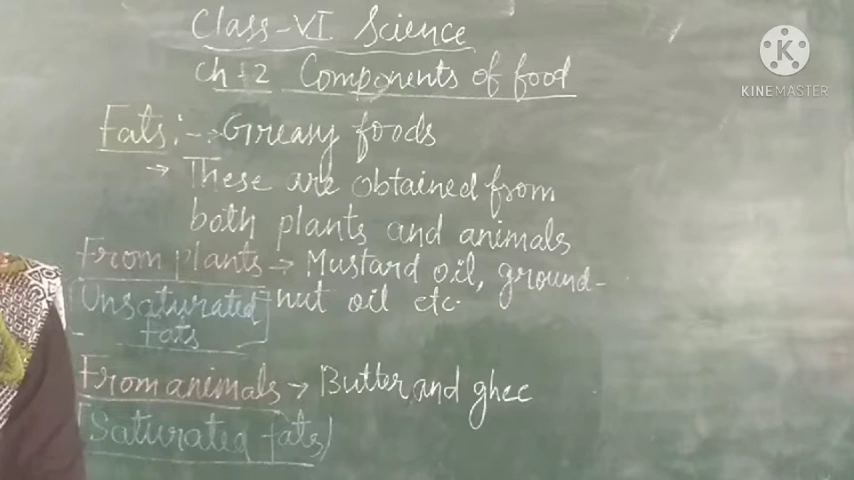 Class-VI Science
Ch-2 Components of food
Fats:- → Greasy foods
→ These are obtained from
both plants and animals
From plants → Mustard oil, ground-
nut oil etc.
(Unsaturated
fats)
From animals → Butter and ghee
(Saturated fats)
K
KINEMASTER